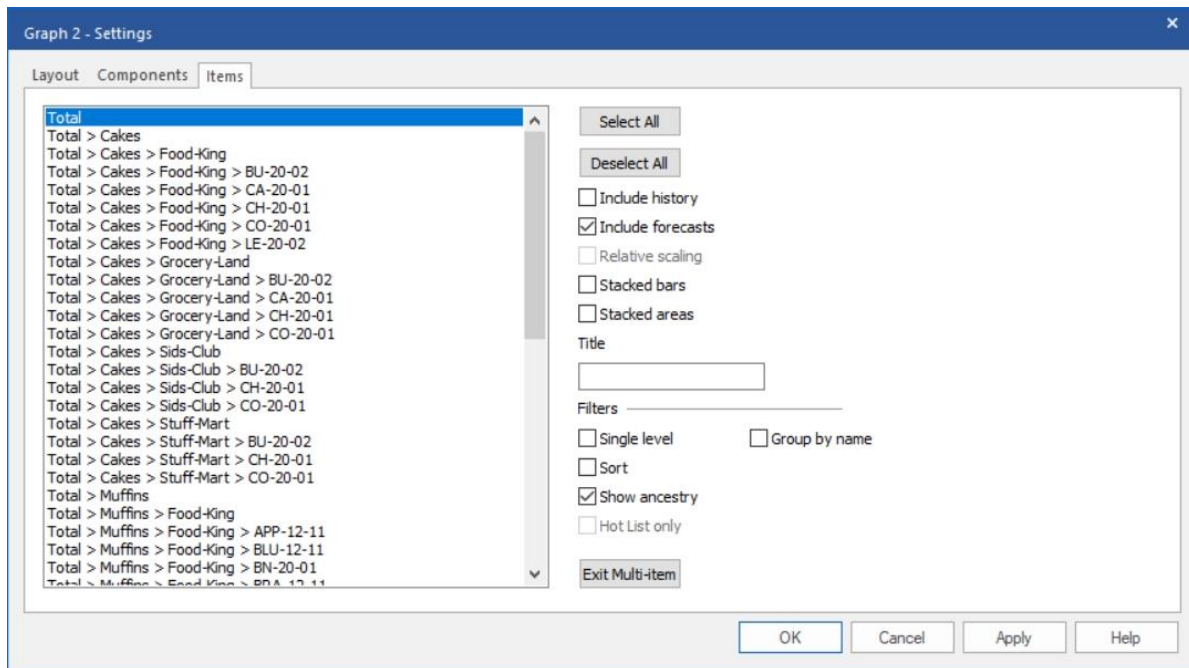 Graph 2 - Settings
Layout Components Items
Total
Total > Cakes
Total > Cakes > Food-King
Total > Cakes > Food-King > BU-20-02
Total > Cakes > Food-King > CA-20-01
Total > Cakes > Food-King > CH-20-01
Total > Cakes > Food-King > CO-20-01
Total > Cakes > Food-King > LE-20-02
Total > Cakes > Grocery-Land
Total > Cakes > Grocery-Land > BU-20-02
Total > Cakes > Grocery-Land > CA-20-01
Total > Cakes > Grocery-Land > CH-20-01
Total > Cakes > Grocery-Land > CO-20-01
Total > Cakes > Sids-Club
Total > Cakes > Sids-Club > BU-20-02
Total > Cakes > Sids-Club > CH-20-01
Total > Cakes > Sids-Club > CO-20-01
Total > Cakes > Stuff-Mart
Total > Cakes > Stuff-Mart > BU-20-02
Total > Cakes > Stuff-Mart > CH-20-01
Total > Cakes > Stuff-Mart > CO-20-01
Total > Muffins
Total > Muffins > Food-King
Total > Muffins > Food-King > APP-12-11
Total > Muffins > Food-King > BLU-12-11
Total > Muffins > Food-King > BN-20-01
Total > Muffins > Food-King > BRA-12-11
Select All
Deselect All
Include history
Include forecasts
Relative scaling
Stacked bars
Stacked areas
Title
Filters
Single level Group by name
Sort
Show ancestry
Hot List only
Exit Multi-item
OK Cancel Apply Help